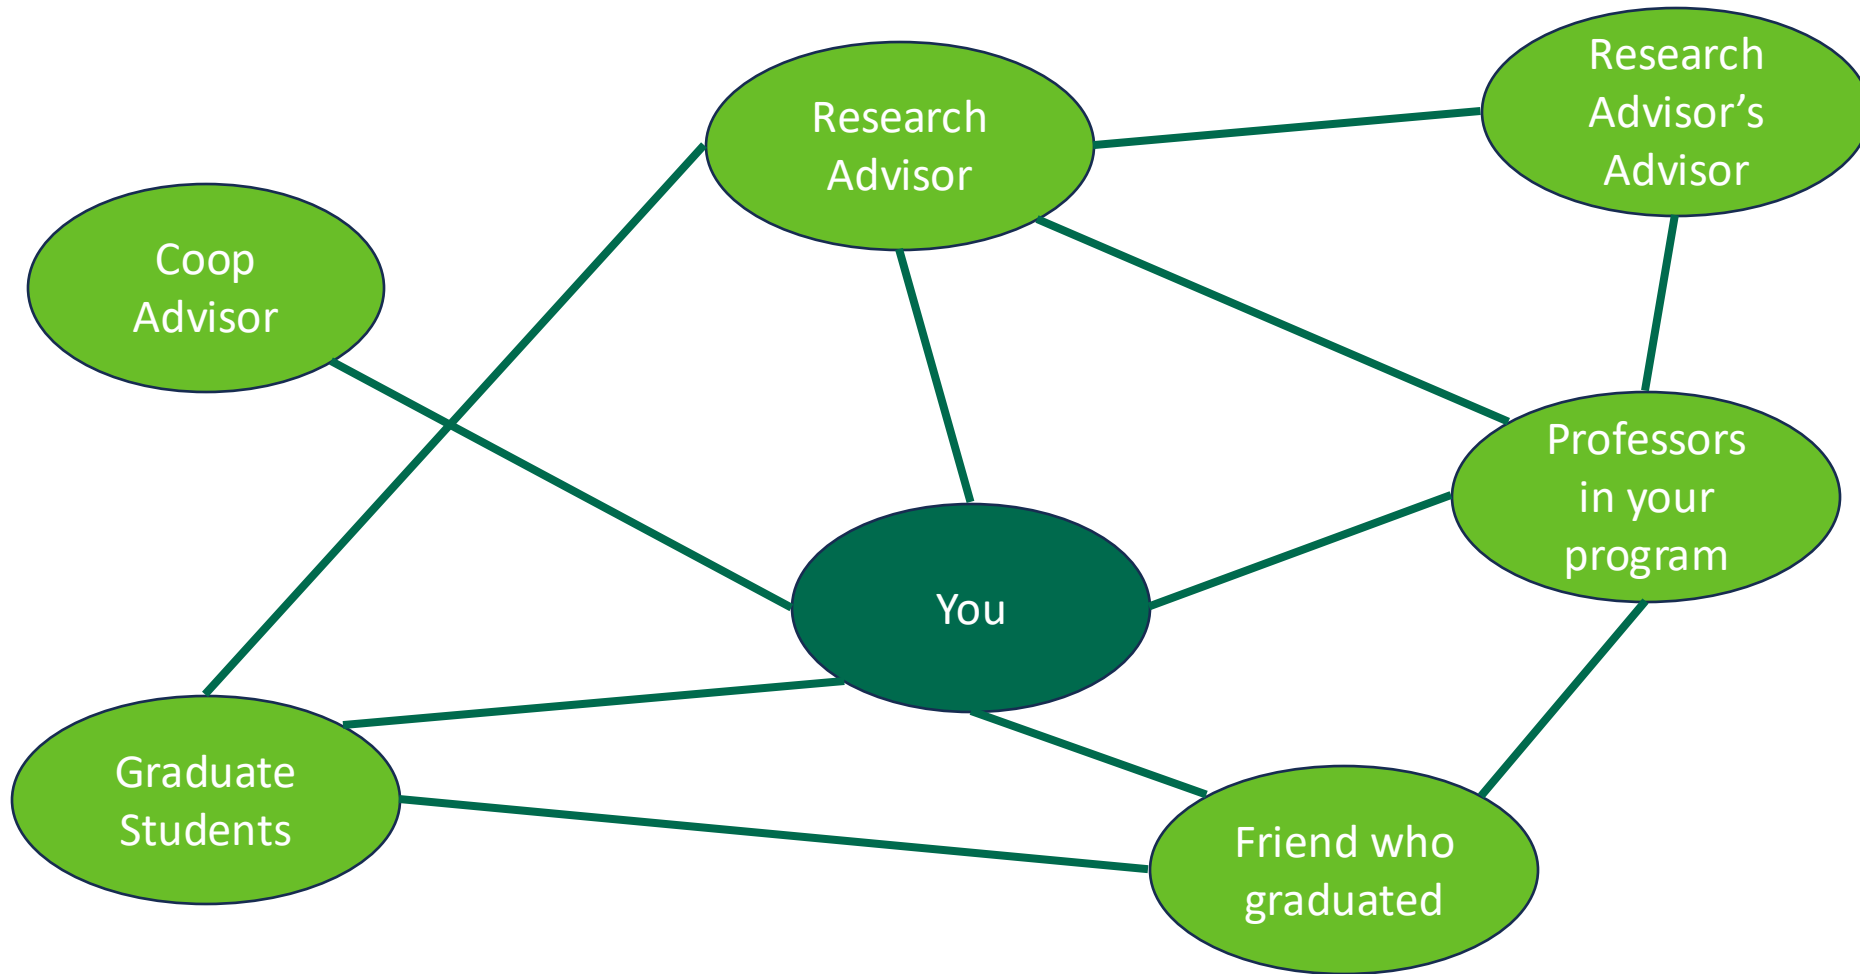 Research
Advisor
Research
Advisor’s
Advisor
Coop
Advisor
Professors
in your
program
You
Graduate
Students
Friend who
graduated